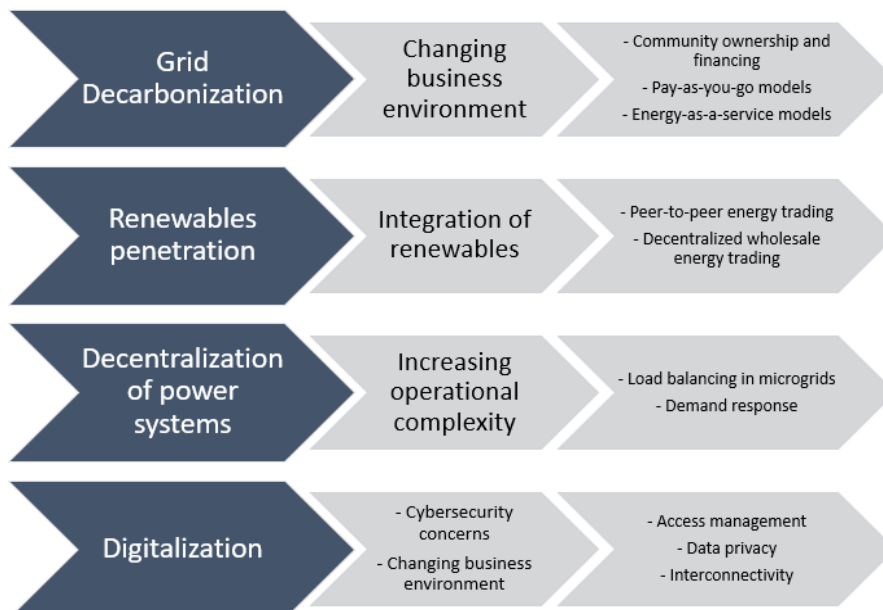 Grid
Decarbonization
Changing
business
environment
- Community ownership and
financing
- Pay-as-you-go models
- Energy-as-a-service models
Renewables
penetration
Integration of
renewables
- Peer-to-peer energy trading
- Decentralized wholesale
energy trading
Decentralization
of power
systems
Increasing
operational
complexity
- Load balancing in microgrids
- Demand response
Digitalization
- Cybersecurity
concerns
- Changing business
environment
- Access management
- Data privacy
- Interconnectivity